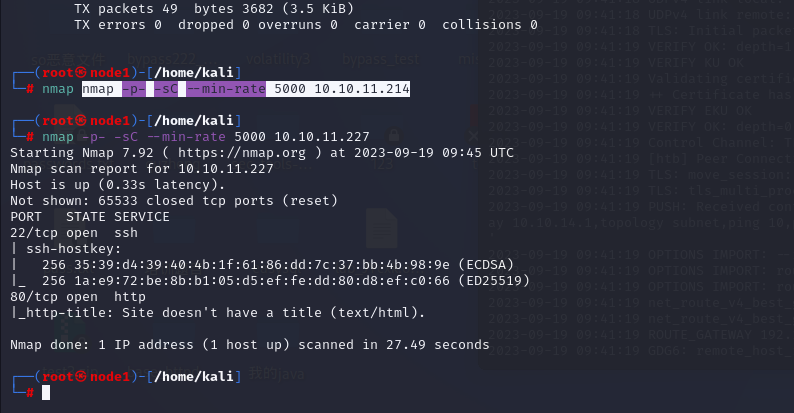 TX packets 49  bytes 3682 (3.5 KiB)
TX errors 0  dropped 0 overruns 0  carrier 0  collisions 0
┌──(root㉿node1)-[/home/kali]
└─# nmap nmap -p- -sC --min-rate 5000 10.10.11.214
┌──(root㉿node1)-[/home/kali]
└─# nmap -p- -sC --min-rate 5000 10.10.11.227
Starting Nmap 7.92 ( https://nmap.org ) at 2023-09-19 09:45 UTC
Nmap scan report for 10.10.11.227
Host is up (0.33s latency).
Not shown: 65533 closed tcp ports (reset)
PORT   STATE SERVICE
22/tcp open  ssh
| ssh-hostkey:
|   256 35:39:d4:39:40:4b:1f:61:86:dd:7c:37:bb:4b:98:9e (ECDSA)
|_  256 1a:e9:72:be:8b:b1:05:d5:ef:fe:dd:80:d8:ef:c0:66 (ED25519)
80/tcp open  http
|_http-title: Site doesn't have a title (text/html).
Nmap done: 1 IP address (1 host up) scanned in 27.49 seconds
┌──(root㉿node1)-[/home/kali]
└─#